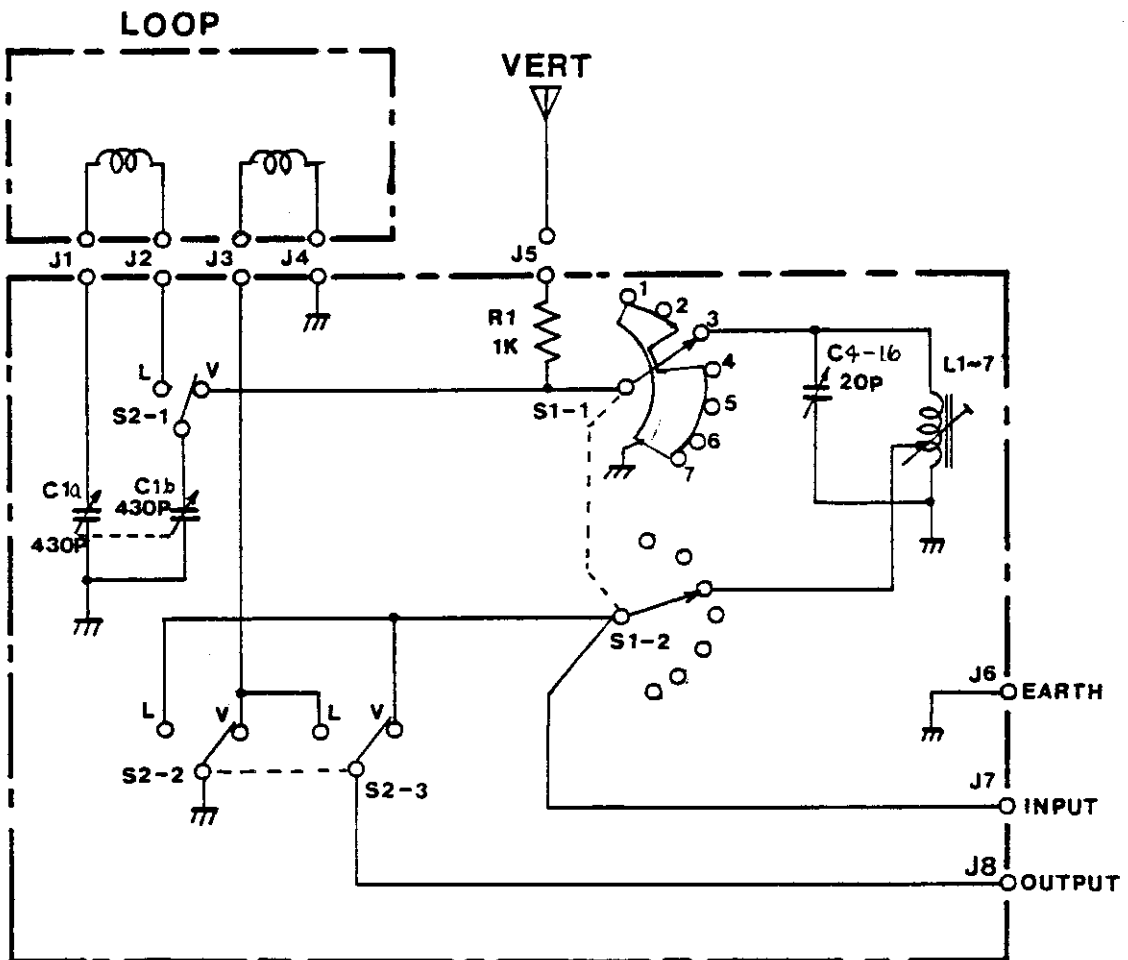 LOOP
VERT
J1 J2 J3 J4 J5
R1
1K
1
2
3
4
5
6
7
C4-16
20P
L1~7
L V
S2-1
S1-1
C1a
430P
C1b
430P
S1-2
J6
EARTH
L V L V
S2-2
S2-3
J7
INPUT
J8
OUTPUT